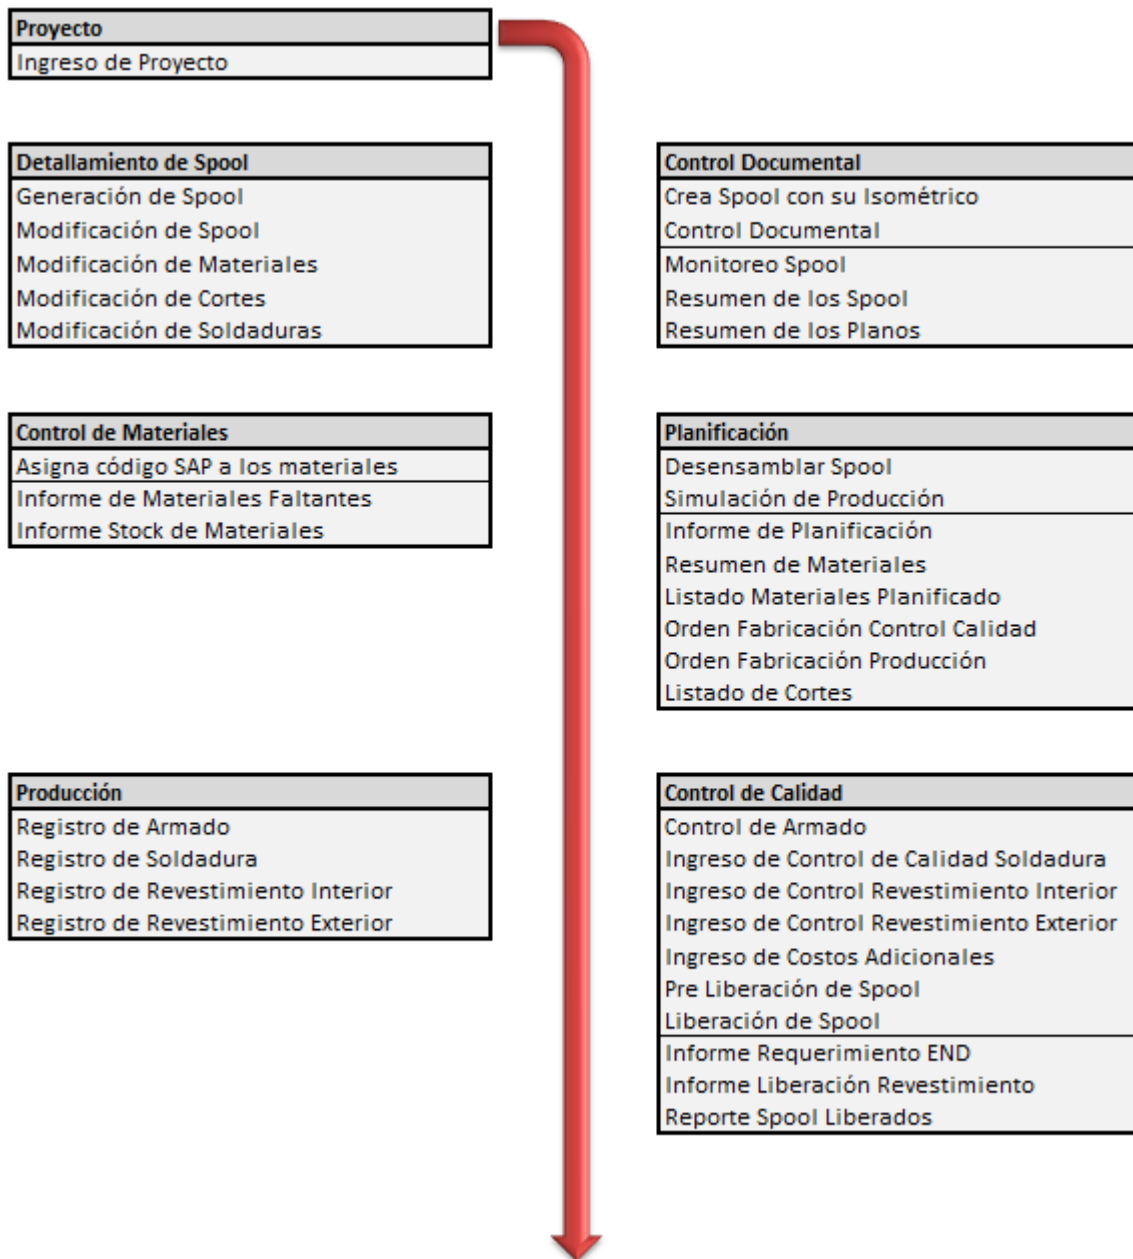 Proyecto
Ingreso de Proyecto
Detallamiento de Spool
Generación de Spool
Modificación de Spool
Modificación de Materiales
Modificación de Cortes
Modificación de Soldaduras
Control Documental
Crea Spool con su Isométrico
Control Documental
Monitoreo Spool
Resumen de los Spool
Resumen de los Planos
Control de Materiales
Asigna código SAP a los materiales
Informe de Materiales Faltantes
Informe Stock de Materiales
Planificación
Desensamblar Spool
Simulación de Producción
Informe de Planificación
Resumen de Materiales
Listado Materiales Planificado
Orden Fabricación Control Calidad
Orden Fabricación Producción
Listado de Cortes
Producción
Registro de Armado
Registro de Soldadura
Registro de Revestimiento Interior
Registro de Revestimiento Exterior
Control de Calidad
Control de Armado
Ingreso de Control de Calidad Soldadura
Ingreso de Control Revestimiento Interior
Ingreso de Control Revestimiento Exterior
Ingreso de Costos Adicionales
Pre Liberación de Spool
Liberación de Spool
Informe Requerimiento END
Informe Liberación Revestimiento
Reporte Spool Liberados